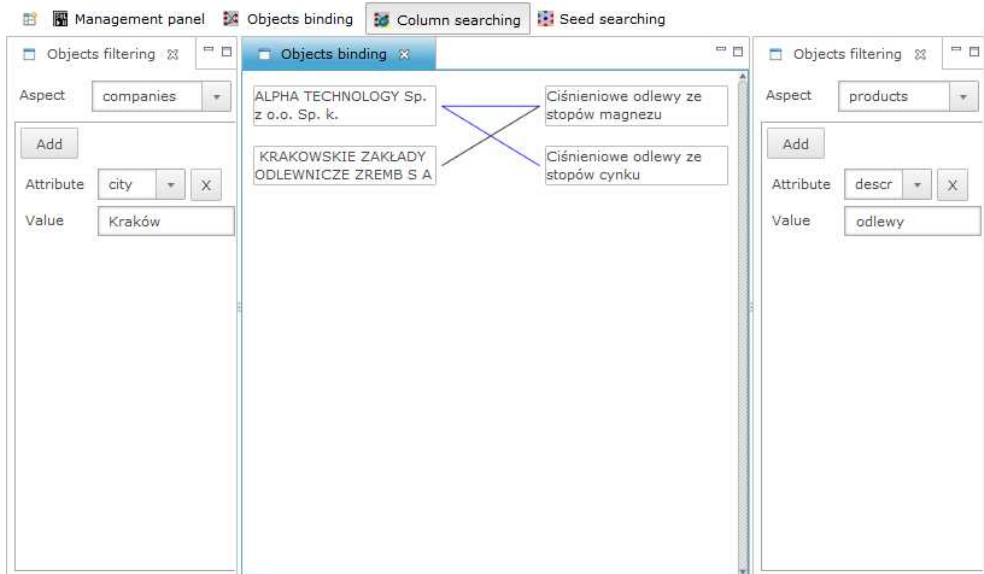 Management panel Objects binding Column searching Seed searching
Objects filtering
Aspect companies
Add
Attribute city X
Value Kraków
Objects binding
ALPHA TECHNOLOGY Sp.
z o.o. Sp. k.
KRAKOWSKIE ZAKŁADY
ODLEWNICZE ZREMB S A
Ciśnieniowe odlewy ze
stopów magnezu
Ciśnieniowe odlewy ze
stopów cynku
Objects filtering
Aspect products
Add
Attribute descr X
Value odlewy